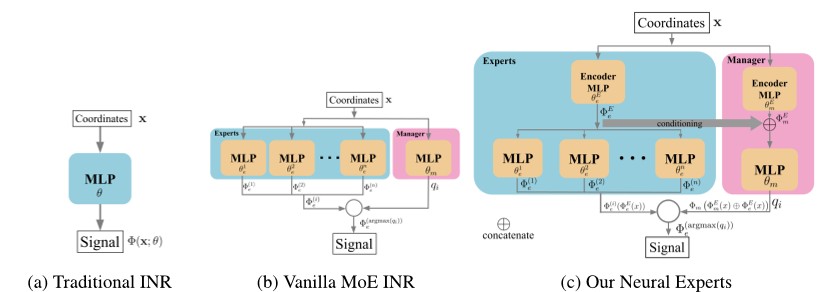 Coordinates x
MLP
θ
Signal Φ(x; θ)
(a) Traditional INR
Coordinates x
Experts
Manager
MLP
θ_e^1
MLP
θ_e^2
• • •
MLP
θ_e^n
MLP
θ_m
Φ_e^(1)
Φ_e^(2)
Φ_e^(n)
q_i
Φ_e^(i)
Φ_e^(argmax(q_i))
Signal
(b) Vanilla MoE INR
Coordinates x
Experts
Manager
Encoder
MLP
θ_e^E
Encoder
MLP
θ_m^E
Φ_e^E
Φ_m^E
conditioning
⊕
MLP
θ_e^1
MLP
θ_e^2
• • •
MLP
θ_e^n
MLP
θ_m
Φ_e^(1)
Φ_e^(2)
Φ_e^(n)
q_i
Φ_e^(i)(Φ_e^E(x))
Φ_m(Φ_m^E(x) ⊕ Φ_e^E(x))
⊕
concatenate
Φ_e^(argmax(q_i))
Signal
(c) Our Neural Experts